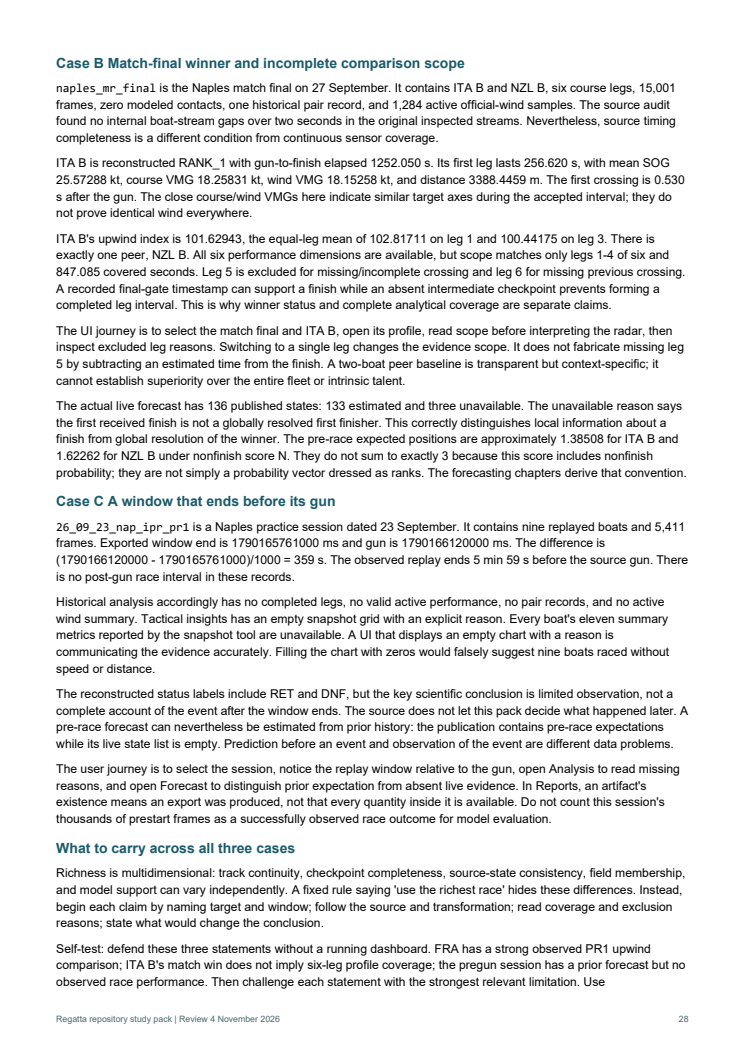 Case B Match-final winner and incomplete comparison scope
naples_mr_final is the Naples match final on 27 September. It contains ITA B and NZL B, six course legs, 15,001
frames, zero modeled contacts, one historical pair record, and 1,284 active official-wind samples. The source audit
found no internal boat-stream gaps over two seconds in the original inspected streams. Nevertheless, source timing
completeness is a different condition from continuous sensor coverage.
ITA B is reconstructed RANK_1 with gun-to-finish elapsed 1252.050 s. Its first leg lasts 256.620 s, with mean SOG
25.57288 kt, course VMG 18.25831 kt, wind VMG 18.15258 kt, and distance 3388.4459 m. The first crossing is 0.530
s after the gun. The close course/wind VMGs here indicate similar target axes during the accepted interval; they do
not prove identical wind everywhere.
ITA B's upwind index is 101.62943, the equal-leg mean of 102.81711 on leg 1 and 100.44175 on leg 3. There is
exactly one peer, NZL B. All six performance dimensions are available, but scope matches only legs 1-4 of six and
847.085 covered seconds. Leg 5 is excluded for missing/incomplete crossing and leg 6 for missing previous crossing.
A recorded final-gate timestamp can support a finish while an absent intermediate checkpoint prevents forming a
completed leg interval. This is why winner status and complete analytical coverage are separate claims.
The UI journey is to select the match final and ITA B, open its profile, read scope before interpreting the radar, then
inspect excluded leg reasons. Switching to a single leg changes the evidence scope. It does not fabricate missing leg
5 by subtracting an estimated time from the finish. A two-boat peer baseline is transparent but context-specific; it
cannot establish superiority over the entire fleet or intrinsic talent.
The actual live forecast has 136 published states: 133 estimated and three unavailable. The unavailable reason says
the first received finish is not a globally resolved first finisher. This correctly distinguishes local information about a
finish from global resolution of the winner. The pre-race expected positions are approximately 1.38508 for ITA B and
1.62262 for NZL B under nonfinish score N. They do not sum to exactly 3 because this score includes nonfinish
probability; they are not simply a probability vector dressed as ranks. The forecasting chapters derive that convention.
Case C A window that ends before its gun
26_09_23_nap_ipr_pr1 is a Naples practice session dated 23 September. It contains nine replayed boats and 5,411
frames. Exported window end is 1790165761000 ms and gun is 1790166120000 ms. The difference is
(1790166120000 - 1790165761000)/1000 = 359 s. The observed replay ends 5 min 59 s before the source gun. There
is no post-gun race interval in these records.
Historical analysis accordingly has no completed legs, no valid active performance, no pair records, and no active
wind summary. Tactical insights has an empty snapshot grid with an explicit reason. Every boat's eleven summary
metrics reported by the snapshot tool are unavailable. A UI that displays an empty chart with a reason is
communicating the evidence accurately. Filling the chart with zeros would falsely suggest nine boats raced without
speed or distance.
The reconstructed status labels include RET and DNF, but the key scientific conclusion is limited observation, not a
complete account of the event after the window ends. The source does not let this pack decide what happened later. A
pre-race forecast can nevertheless be estimated from prior history: the publication contains pre-race expectations
while its live state list is empty. Prediction before an event and observation of the event are different data problems.
The user journey is to select the session, notice the replay window relative to the gun, open Analysis to read missing
reasons, and open Forecast to distinguish prior expectation from absent live evidence. In Reports, an artifact's
existence means an export was produced, not that every quantity inside it is available. Do not count this session's
thousands of prestart frames as a successfully observed race outcome for model evaluation.
What to carry across all three cases
Richness is multidimensional: track continuity, checkpoint completeness, source-state consistency, field membership,
and model support can vary independently. A fixed rule saying 'use the richest race' hides these differences. Instead,
begin each claim by naming target and window; follow the source and transformation; read coverage and exclusion
reasons; state what would change the conclusion.
Self-test: defend these three statements without a running dashboard. FRA has a strong observed PR1 upwind
comparison; ITA B's match win does not imply six-leg profile coverage; the pregun session has a prior forecast but no
observed race performance. Then challenge each statement with the strongest relevant limitation. Use
Regatta repository study pack | Review 4 November 2026
28